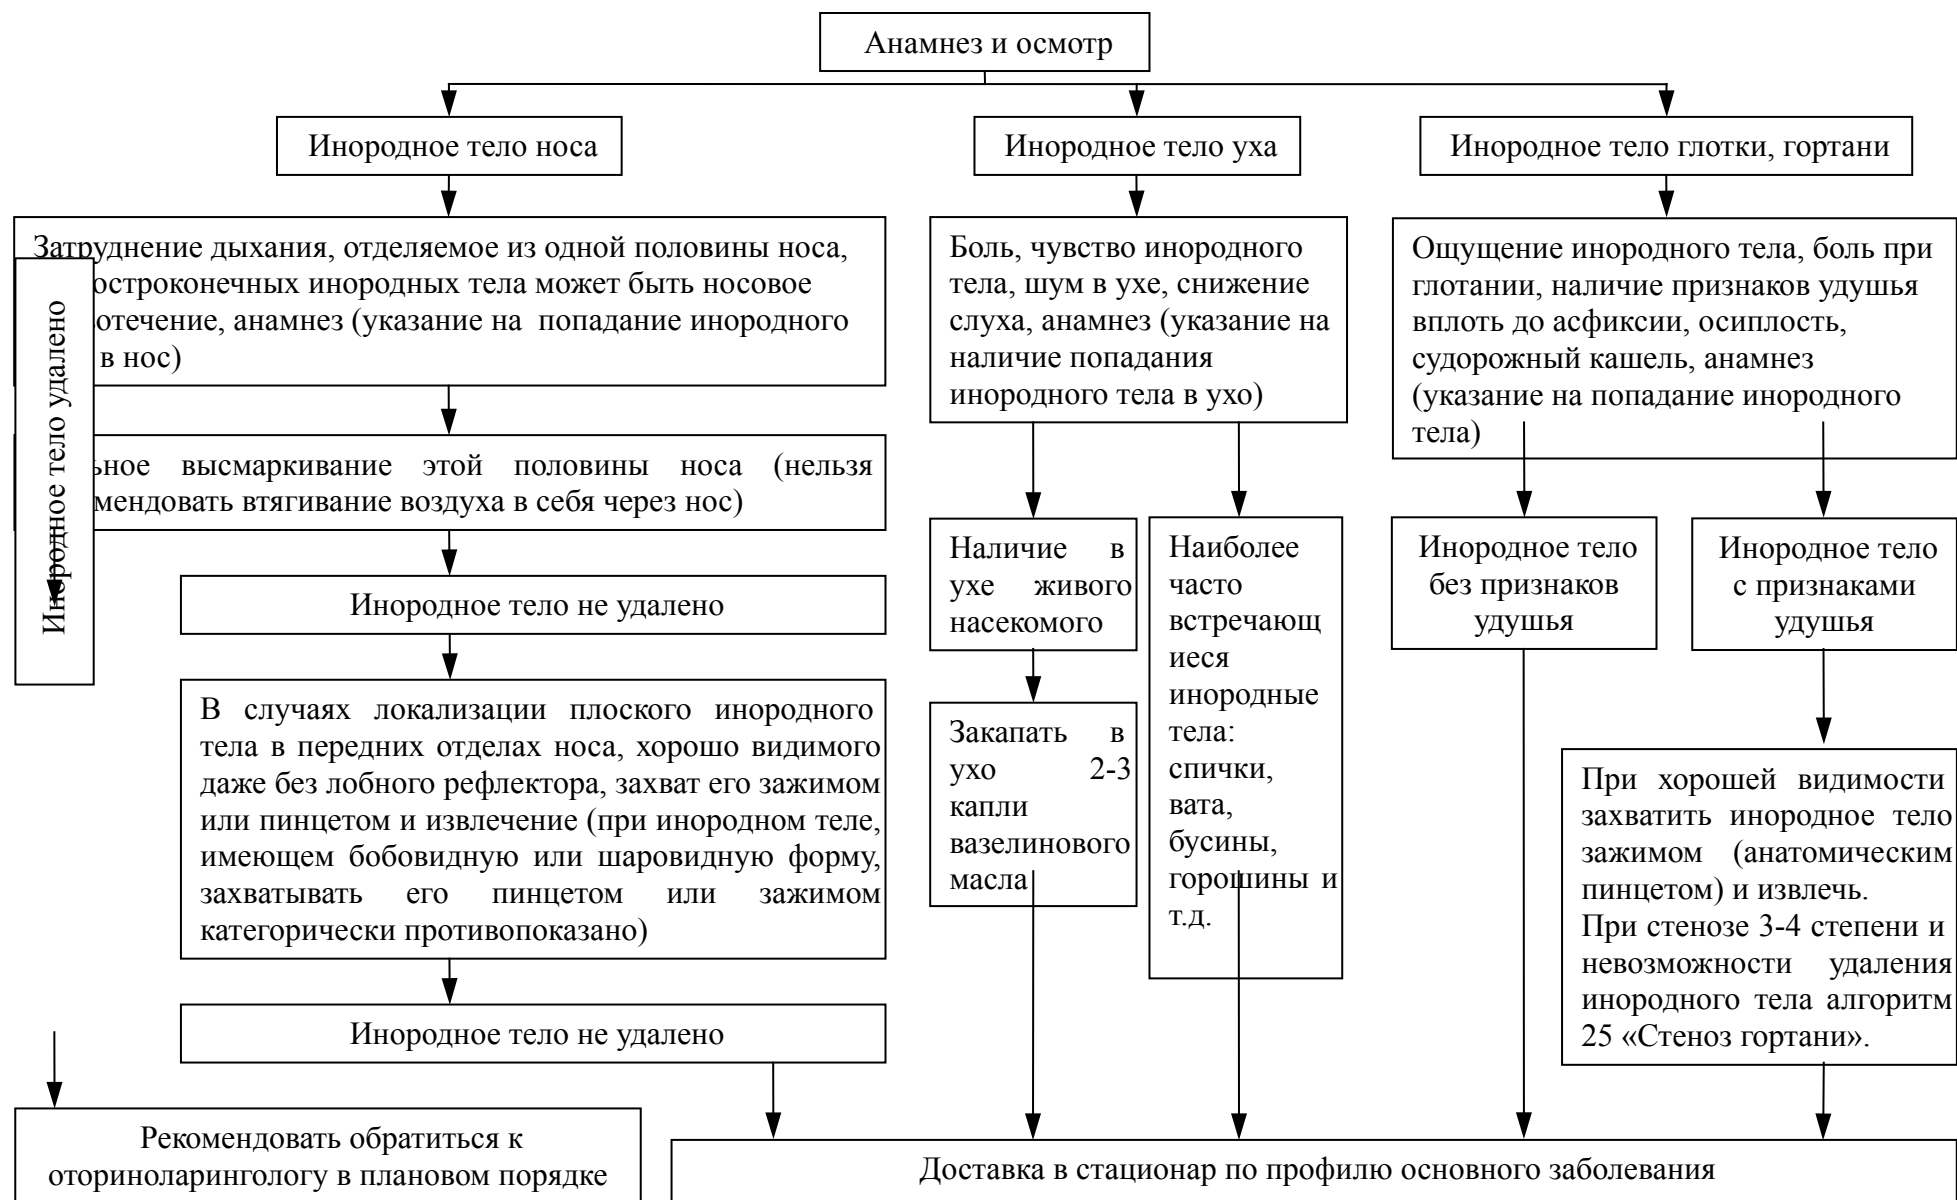 Анамнез и осмотр
Инородное тело носа
Инородное тело уха
Инородное тело глотки, гортани
Затруднение дыхания, отделяемое из одной половины носа,
остроконечных инородных тела может быть носовое
отечение, анамнез (указание на попадание инородного
в нос)
Инородное тело удалено
ьное высмаркивание этой половины носа (нельзя
мендовать втягивание воздуха в себя через нос)
Инородное тело не удалено
В случаях локализации плоского инородного
тела в передних отделах носа, хорошо видимого
даже без лобного рефлектора, захват его зажимом
или пинцетом и извлечение (при инородном теле,
имеющем бобовидную или шаровидную форму,
захватывать его пинцетом или зажимом
категорически противопоказано)
Инородное тело не удалено
Рекомендовать обратиться к
оториноларингологу в плановом порядке
Боль, чувство инородного
тела, шум в ухе, снижение
слуха, анамнез (указание на
наличие попадания
инородного тела в ухо)
Наличие в
ухе живого
насекомого
Закапать в
ухо 2-3
капли
вазелинового
масла
Наиболее
часто
встречающ
иеся
инородные
тела:
спички,
вата,
бусины,
горошины и
т.д.
Ощущение инородного тела, боль при
глотании, наличие признаков удушья
вплоть до асфиксии, осиплость,
судорожный кашель, анамнез
(указание на попадание инородного
тела)
Инородное тело
без признаков
удушья
Инородное тело
с признаками
удушья
При хорошей видимости
захватить инородное тело
зажимом (анатомическим
пинцетом) и извлечь.
При стенозе 3-4 степени и
невозможности удаления
инородного тела алгоритм
25 «Стеноз гортани».
Доставка в стационар по профилю основного заболевания